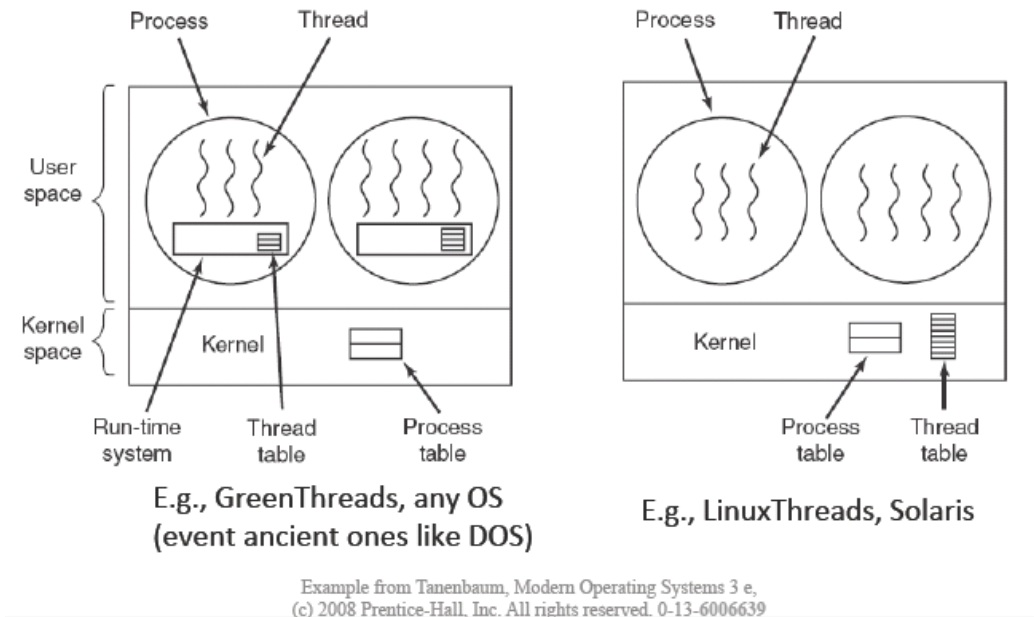 Process
Thread
Process
Thread
User
space
Kernel
space
Kernel
Kernel
Run-time
system
Thread
table
Process
table
Process
table
Thread
table
E.g., GreenThreads, any OS
(event ancient ones like DOS)
E.g., LinuxThreads, Solaris
Example from Tanenbaum, Modern Operating Systems 3 e,
(c) 2008 Prentice-Hall, Inc. All rights reserved. 0-13-6006639